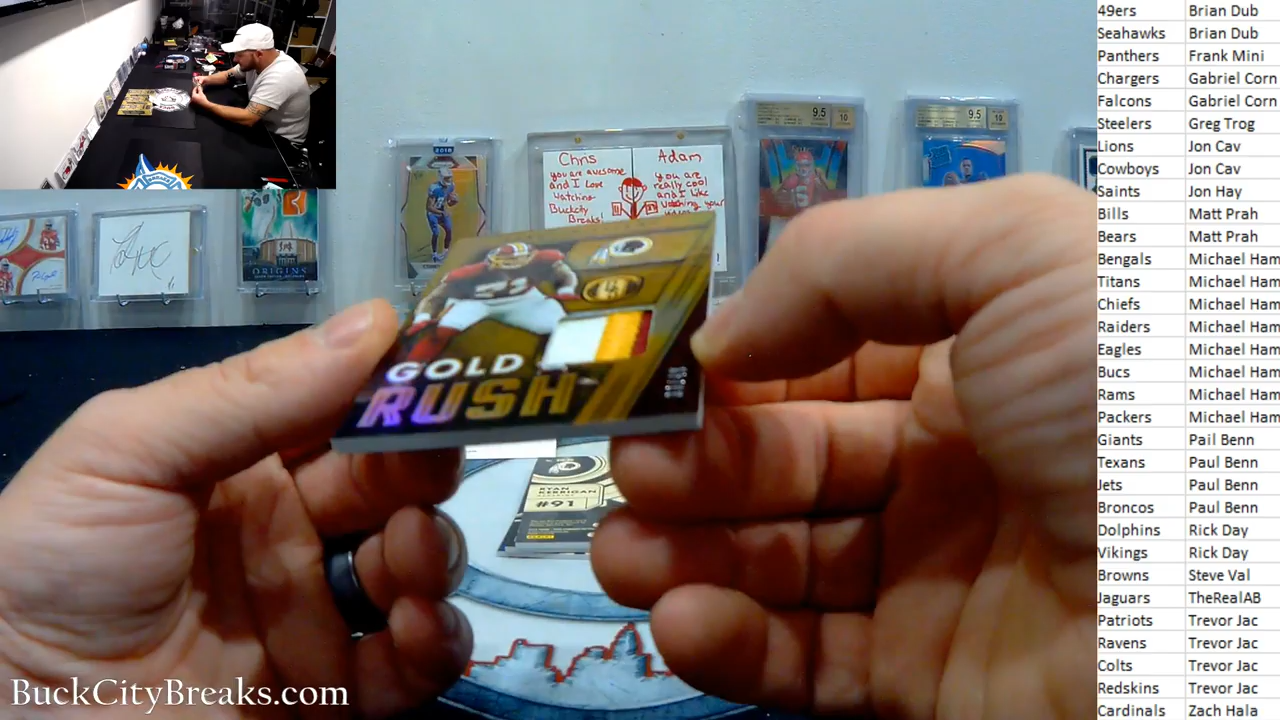 49ers Brian Dub
Seahawks Brian Dub
Panthers Frank Mini
Chargers Gabriel Corn
Falcons Gabriel Corn
Steelers Greg Trog
Lions Jon Cav
Cowboys Jon Cav
Saints Jon Hay
Bills Matt Prah
Bears Matt Prah
Bengals Michael Ham
Titans Michael Ham
Chiefs Michael Ham
Raiders Michael Ham
Eagles Michael Ham
Bucs Michael Ham
Rams Michael Ham
Packers Michael Ham
Giants Pail Benn
Texans Paul Benn
Jets Paul Benn
Broncos Paul Benn
Dolphins Rick Day
Vikings Rick Day
Browns Steve Val
Jaguars TheRealAB
Patriots Trevor Jac
Ravens Trevor Jac
Colts Trevor Jac
Redskins Trevor Jac
Cardinals Zach Hala
2018
9.5 10
9.5 10
Chris
you are awesome
and I Love
Watching
Buckcity
Breaks!
Adam
you are
really cool
and I like
Watching your
ORIGINS
GOLD
RUSH
RYAN
KERRIGAN
#91
BuckCityBreaks.com